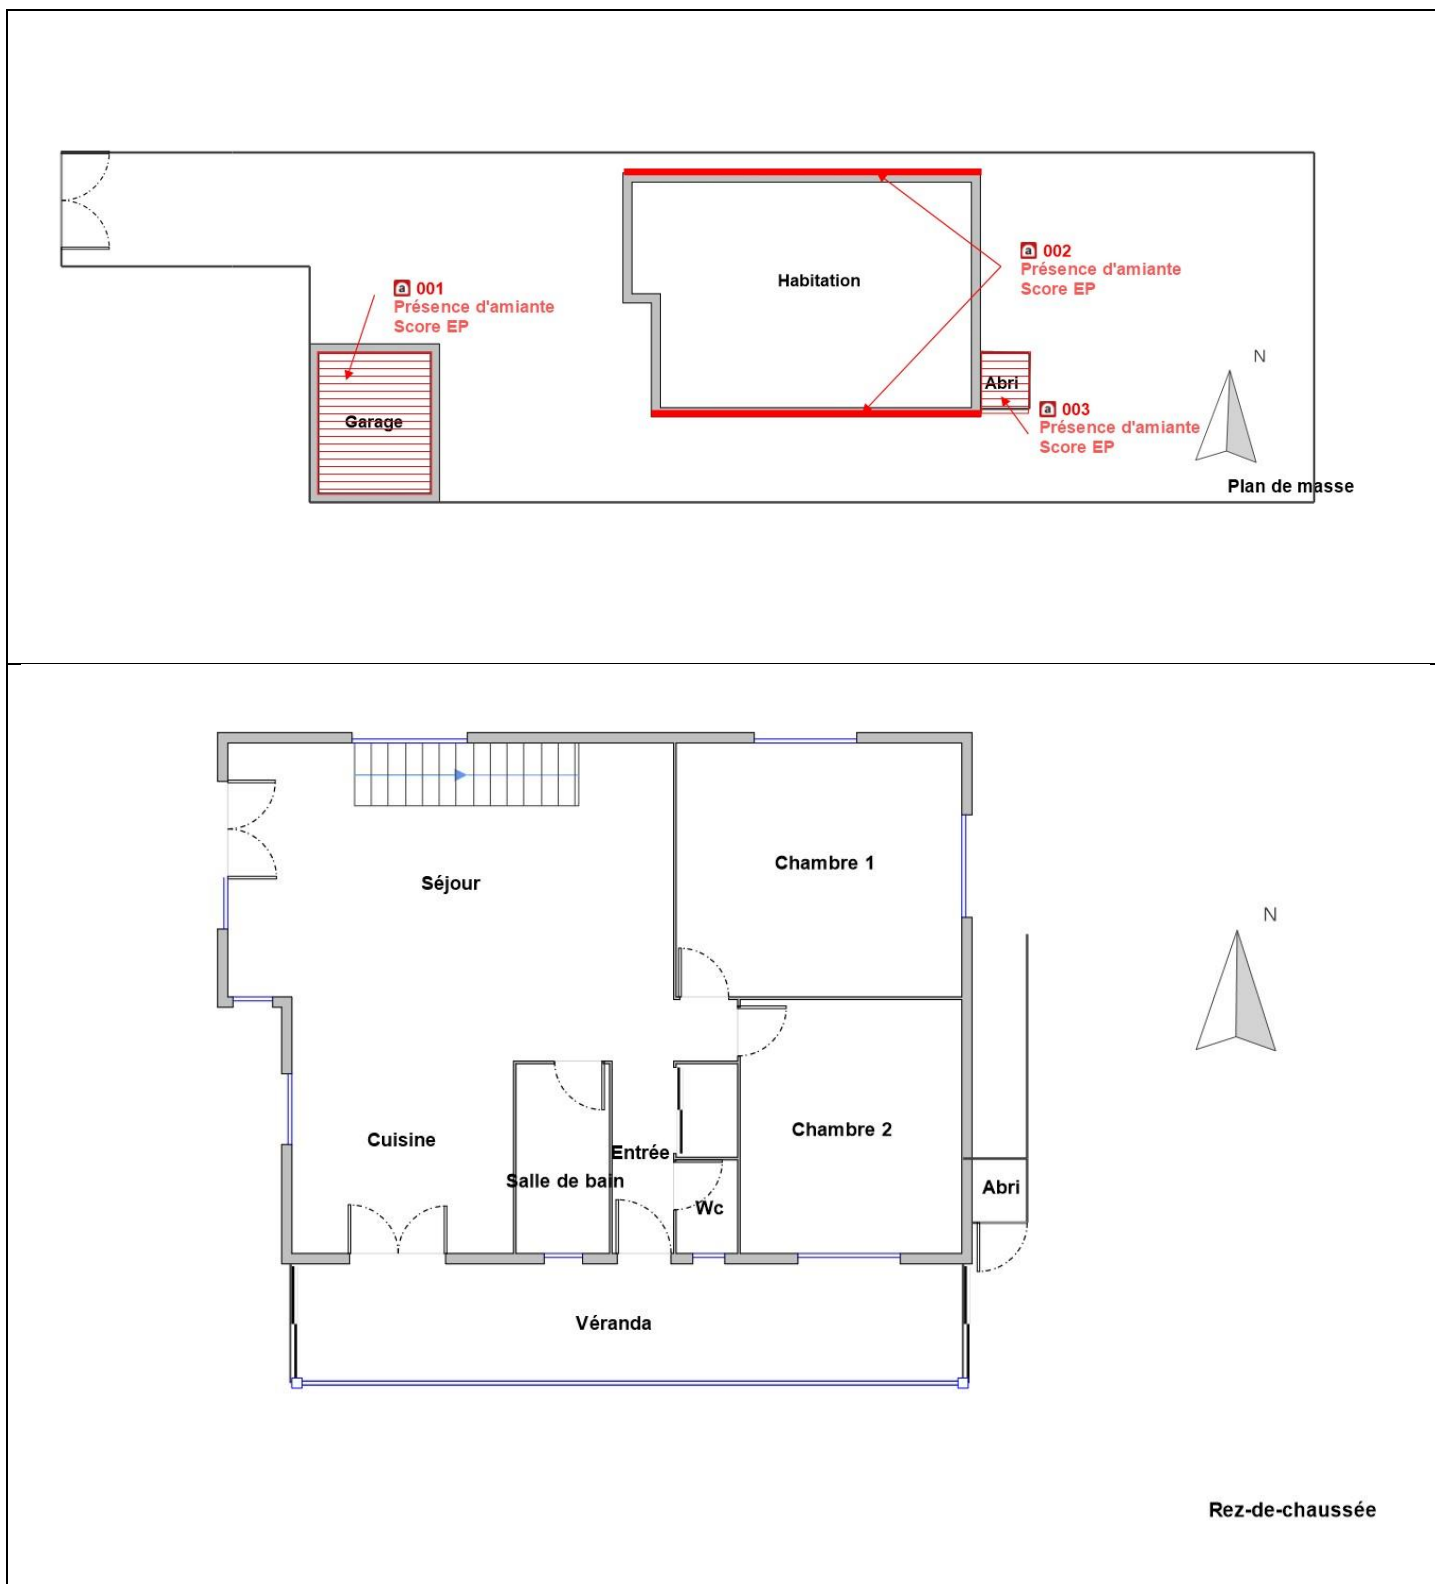 a 002
Présence d'amiante
Score EP
Habitation
a 001
Présence d'amiante
Score EP
N
Abri
a 003
Présence d'amiante
Score EP
Garage
Plan de masse
Chambre 1
Séjour
N
Chambre 2
Cuisine
Entrée
Salle de bain
Abri
Wc
Véranda
Rez-de-chaussée